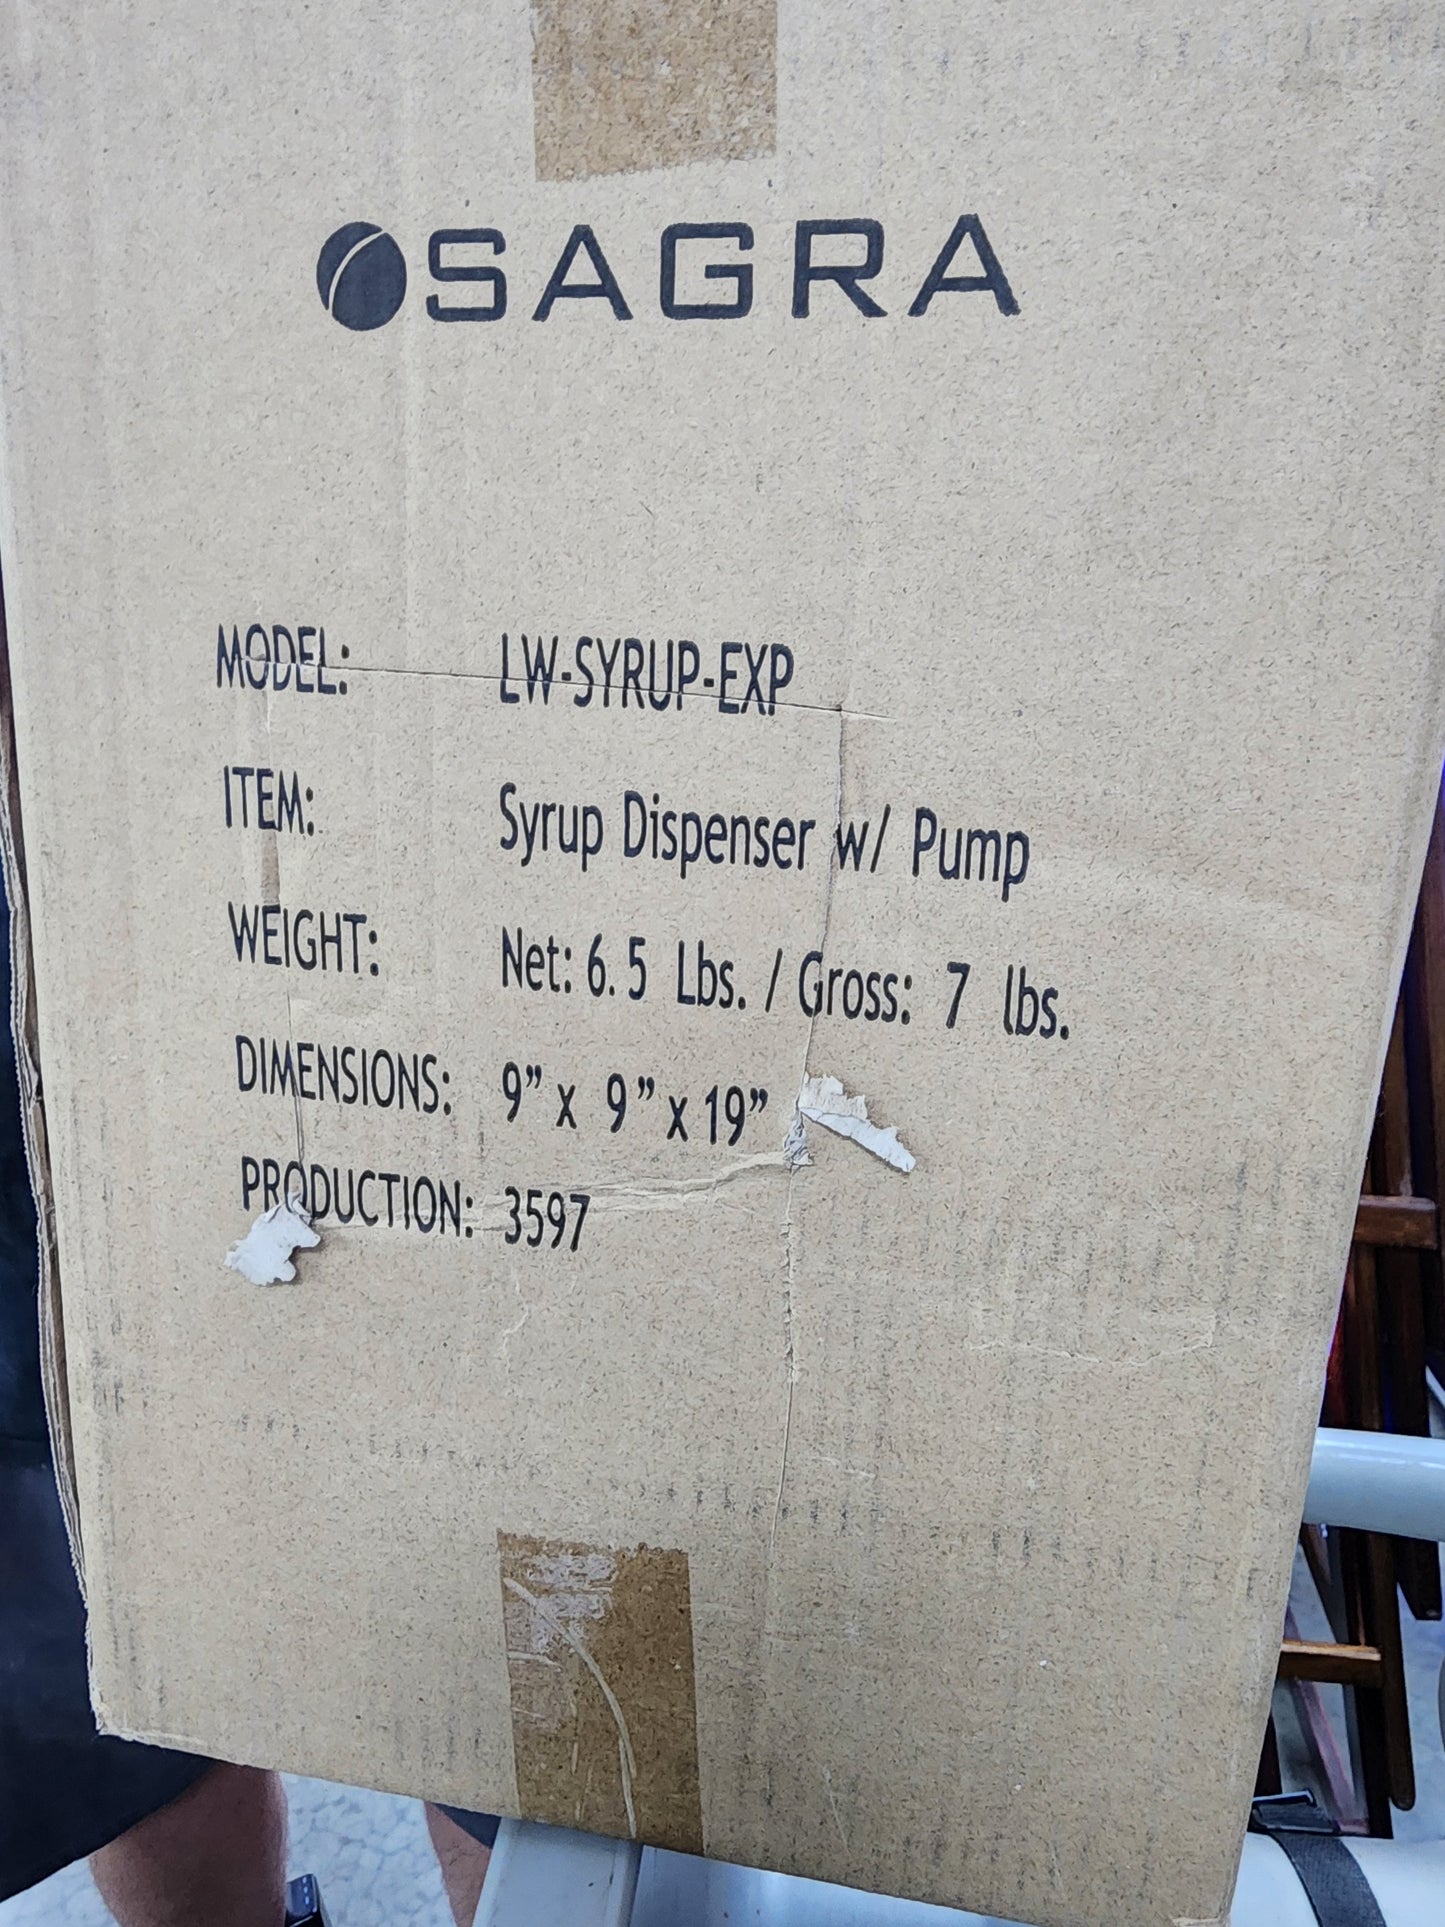 SAGRA
MODEL: LW-SYRUP-EXP
ITEM: Syrup Dispenser w/ Pump
WEIGHT: Net: 6.5 Lbs. / Gross: 7 lbs.
DIMENSIONS: 9” x 9” x 19”
PRODUCTION: 3597